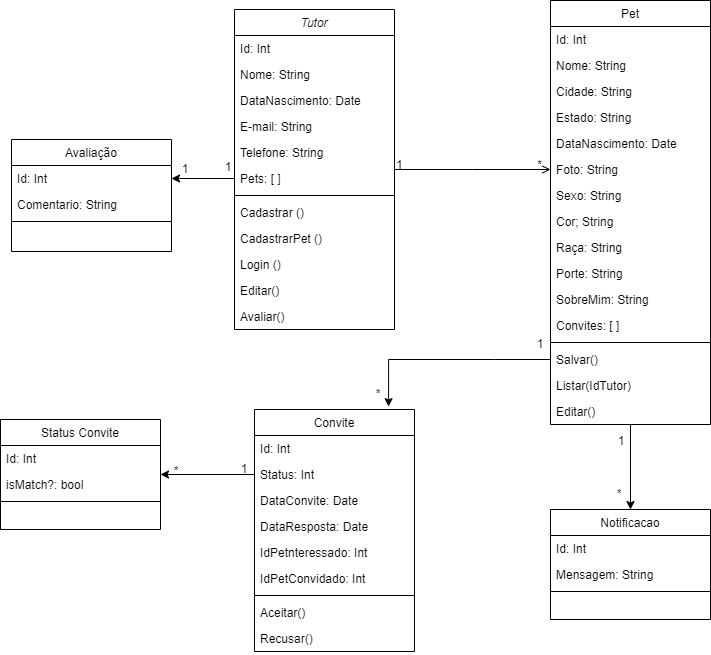 Tutor
Id: Int
Nome: String
DataNascimento: Date
E-mail: String
Telefone: String
Pets: [ ]
Cadastrar ()
CadastrarPet ()
Login ()
Editar()
Avaliar()
Pet
Id: Int
Nome: String
Cidade: String
Estado: String
DataNascimento: Date
Foto: String
Sexo: String
Cor; String
Raça: String
Porte: String
SobreMim: String
Convites: [ ]
Salvar()
Listar(IdTutor)
Editar()
Avaliação
Id: Int
Comentario: String
1
1
1
*
1
*
Status Convite
Id: Int
isMatch?: bool
*
1
Convite
Id: Int
Status: Int
DataConvite: Date
DataResposta: Date
IdPetnteressado: Int
IdPetConvidado: Int
Aceitar()
Recusar()
1
*
Notificacao
Id: Int
Mensagem: String